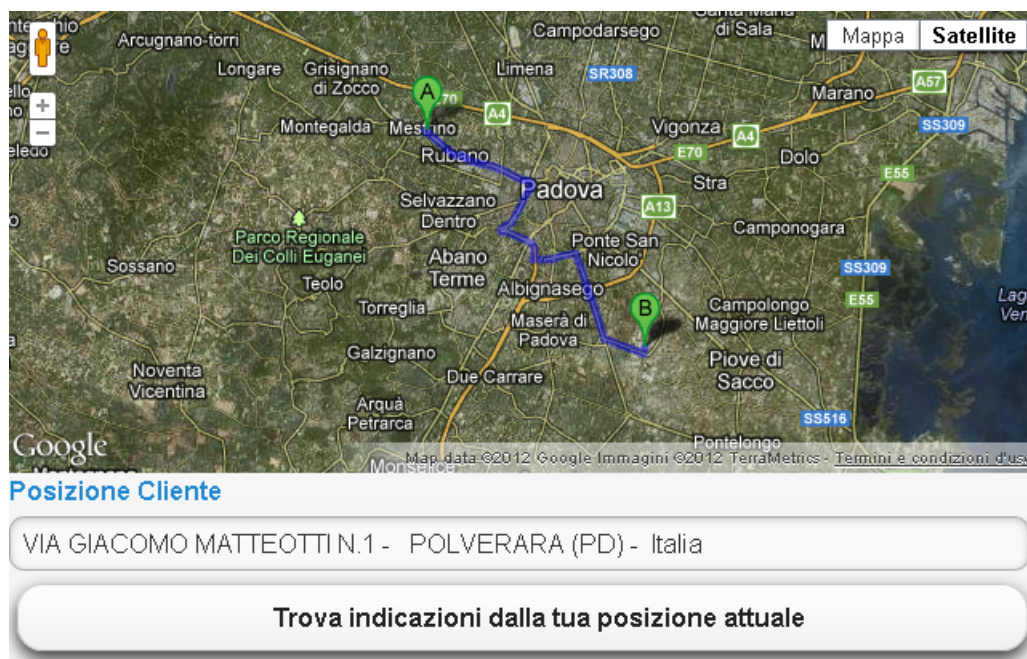 Arcugnano-torri
Campodarsego
di Sala
Mappa
Satellite
Longare
Grisignano
di Zocco
Limena
SR308
A57
Marano
A
70
A4
Montegalda
Mestrino
Vigonza
A4
SS309
Rubano
E70
Dolo
Padova
Stra
E55
Selvazzano
Dentro
A13
Parco Regionale
Dei Colli Euganei
Abano
Terme
Ponte San
Nicolo'
Camponogara
Sossano
Teolo
SS309
Albignasego
B
E55
Torreglia
Maserà di
Padova
Campolongo
Maggiore Liettoli
Galzignano
Noventa
Vicentina
Due Carrare
Piove di
Sacco
Arquà
Petrarca
SS516
Google
Pontelongo
Monselice
Map data ©2012 Google Immagini ©2012 TerraMetrics - Termini e condizioni d'uso
Posizione Cliente
VIA GIACOMO MATTEOTTI N.1 - POLVERARA (PD) - Italia
Trova indicazioni dalla tua posizione attuale